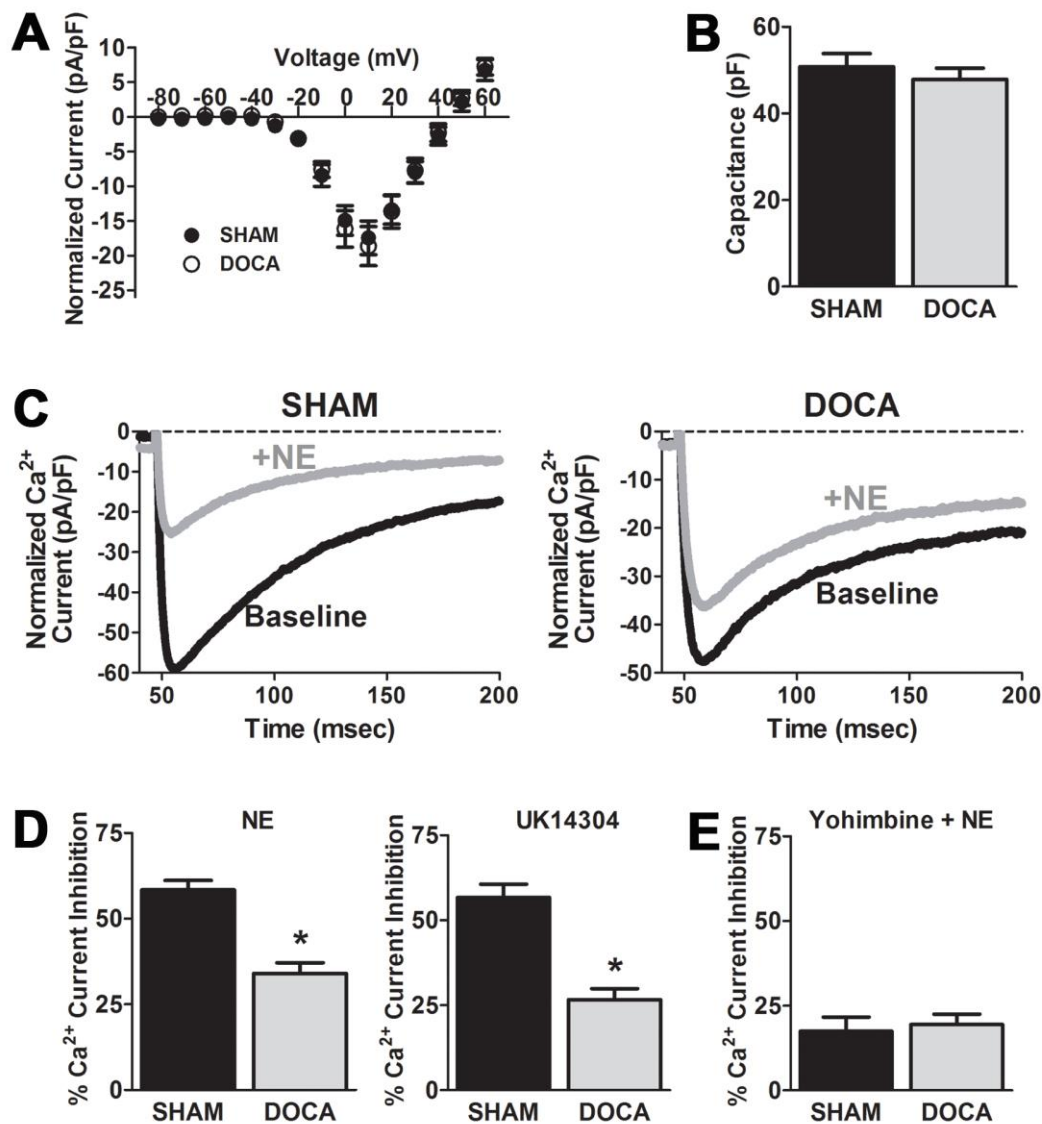 A
Normalized Current (pA/pF)
Voltage (mV)
10
5
0
-5
-10
-15
-20
-25
-80 -60 -40 -20 0 20 40 60
SHAM
DOCA
B
Capacitance (pF)
60
40
20
0
SHAM DOCA
C
SHAM
Normalized Ca2+
Current (pA/pF)
0
-10
-20
-30
-40
-50
-60
+NE
Baseline
50 100 150 200
Time (msec)
DOCA
Normalized Ca2+
Current (pA/pF)
0
-10
-20
-30
-40
-50
+NE
Baseline
50 100 150 200
Time (msec)
D
NE
% Ca2+ Current Inhibition
75
50
25
0
*
SHAM DOCA
UK14304
% Ca2+ Current Inhibition
75
50
25
0
*
SHAM DOCA
E
Yohimbine + NE
% Ca2+ Current Inhibition
75
50
25
0
SHAM DOCA